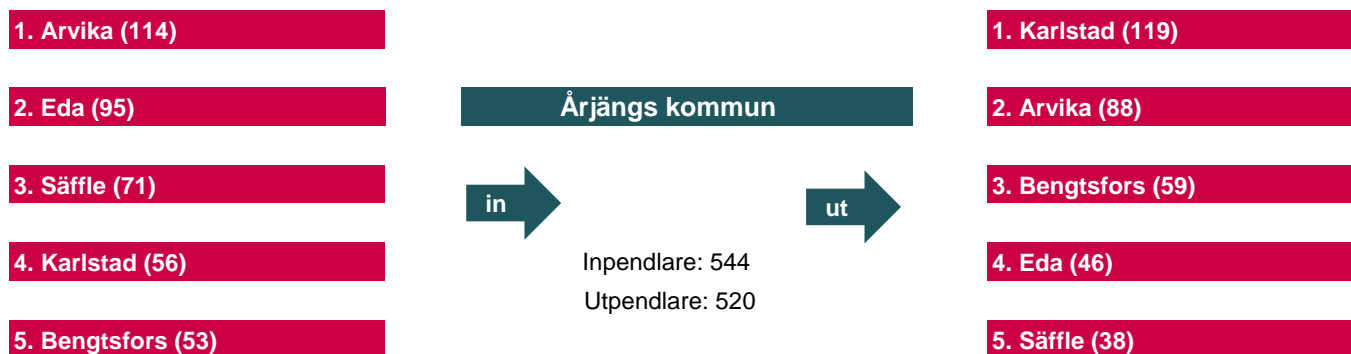 1. Arvika (114)
2. Eda (95)
3. Säffle (71)
4. Karlstad (56)
5. Bengtsfors (53)
Årjängs kommun
in
ut
Inpendlare: 544
Utpendlare: 520
1. Karlstad (119)
2. Arvika (88)
3. Bengtsfors (59)
4. Eda (46)
5. Säffle (38)